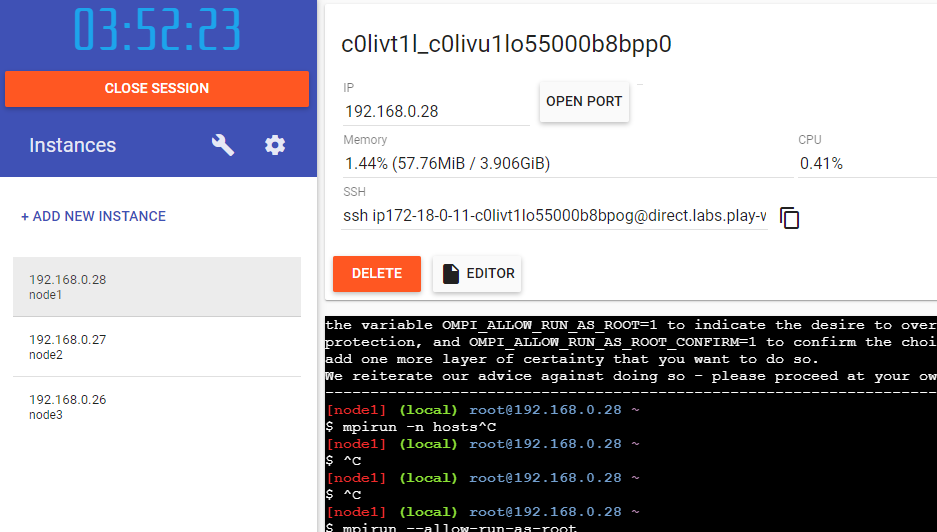 03:52:23
CLOSE SESSION
Instances
+ ADD NEW INSTANCE
192.168.0.28
node1
192.168.0.27
node2
192.168.0.26
node3
c0livt1l_c0livu1lo55000b8bpp0
IP
192.168.0.28
OPEN PORT
Memory
1.44% (57.76MiB / 3.906GiB)
CPU
0.41%
SSH
ssh ip172-18-0-11-c0livt1lo55000b8bpog@direct.labs.play-w
DELETE
EDITOR
the variable OMPI_ALLOW_RUN_AS_ROOT=1 to indicate the desire to over
protection, and OMPI_ALLOW_RUN_AS_ROOT_CONFIRM=1 to confirm the choi
add one more layer of certainty that you want to do so.
We reiterate our advice against doing so - please proceed at your ow
--------------------------------------------------------------------
[node1] (local) root@192.168.0.28 ~
$ mpirun -n hosts^C
[node1] (local) root@192.168.0.28 ~
$ ^C
[node1] (local) root@192.168.0.28 ~
$ ^C
[node1] (local) root@192.168.0.28 ~
$ mpirun --allow-run-as-root